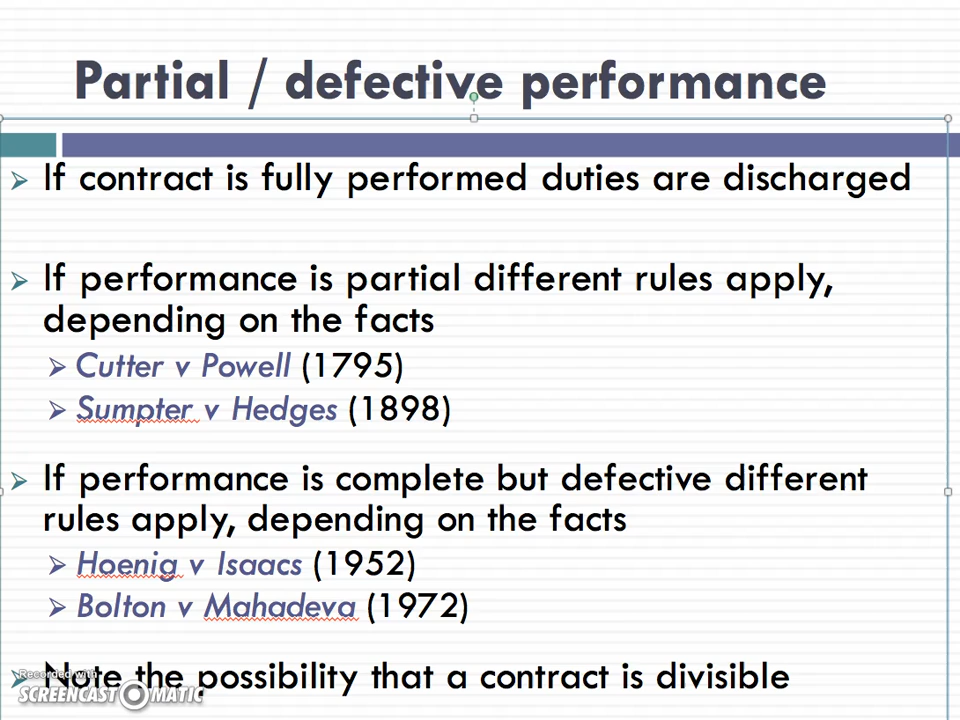 Partial / defective performance
If contract is fully performed duties are discharged
If performance is partial different rules apply,
depending on the facts
Cutter v Powell (1795)
Sumpter v Hedges (1898)
If performance is complete but defective different
rules apply, depending on the facts
Hoenig v Isaacs (1952)
Bolton v Mahadeva (1972)
Note the possibility that a contract is divisible
Recorded with
SCREENCAST-O-MATIC